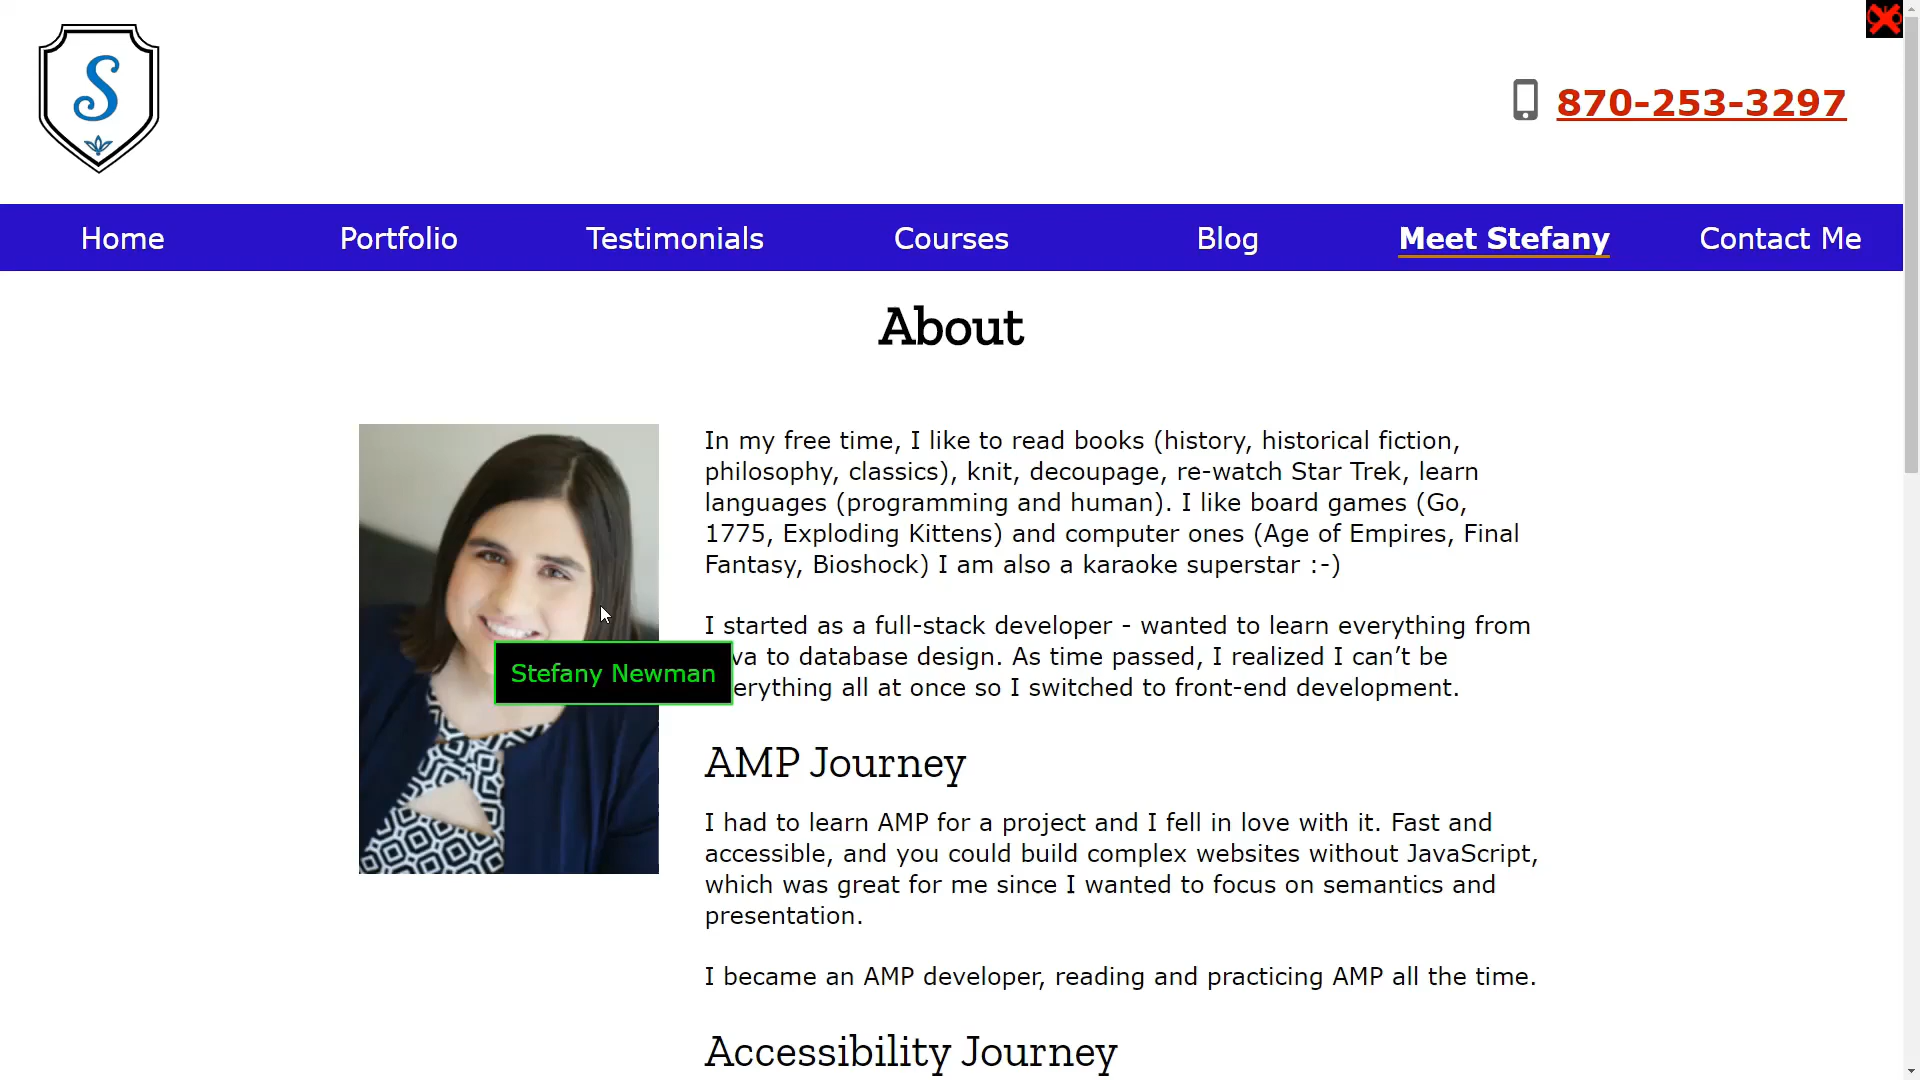 S
870-253-3297
Home Portfolio Testimonials Courses Blog Meet Stefany Contact Me
About
In my free time, I like to read books (history, historical fiction,
philosophy, classics), knit, decoupage, re-watch Star Trek, learn
languages (programming and human). I like board games (Go,
1775, Exploding Kittens) and computer ones (Age of Empires, Final
Fantasy, Bioshock) I am also a karaoke superstar :-)
I started as a full-stack developer - wanted to learn everything from
va to database design. As time passed, I realized I can’t be
erything all at once so I switched to front-end development.
Stefany Newman
AMP Journey
I had to learn AMP for a project and I fell in love with it. Fast and
accessible, and you could build complex websites without JavaScript,
which was great for me since I wanted to focus on semantics and
presentation.
I became an AMP developer, reading and practicing AMP all the time.
Accessibility Journey